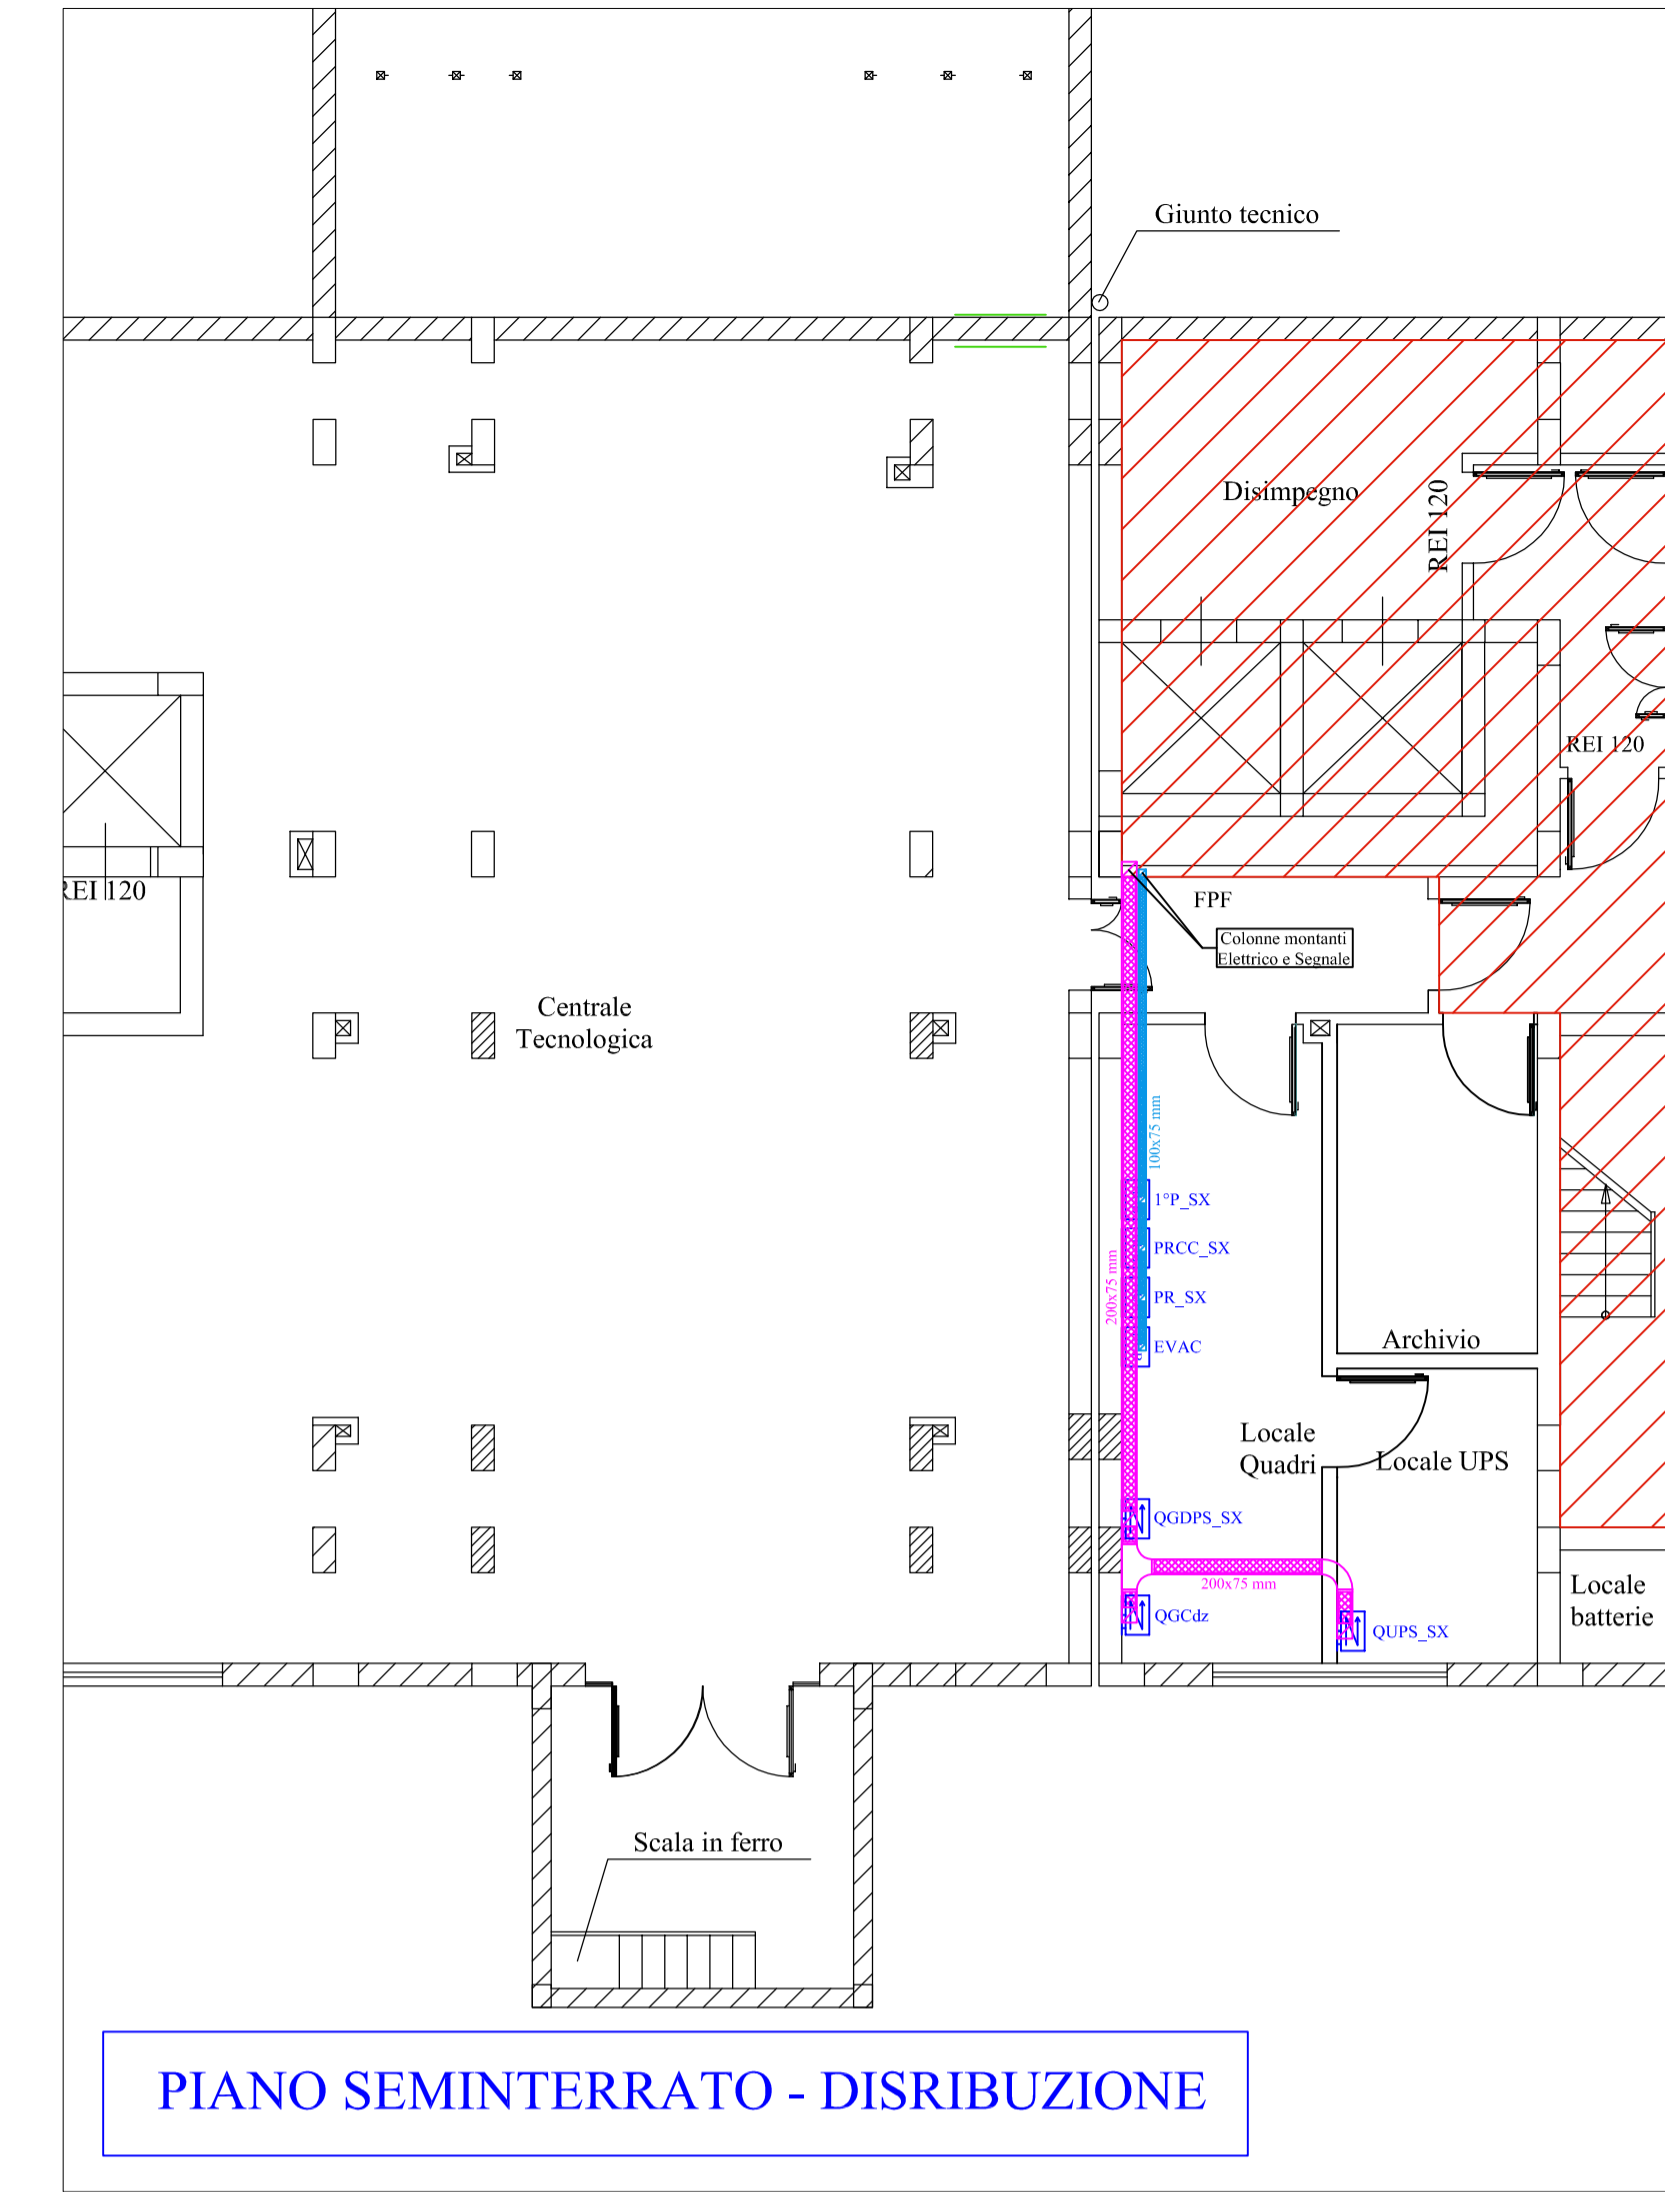 Giunto tecnico
Disimpegno
REI 120
REI 120
REI 120
FPF
Colonne montanti
Elettrico e Segnale
Centrale
Tecnologica
100x75 mm
1°P_SX
PRCC_SX
200x75 mm
PR_SX
EVAC
Archivio
Locale
Quadri
Locale UPS
QGDPS_SX
200x75 mm
QGCdz
QUPS_SX
Locale
batterie
Scala in ferro
PIANO SEMINTERRATO - DISRIBUZIONE